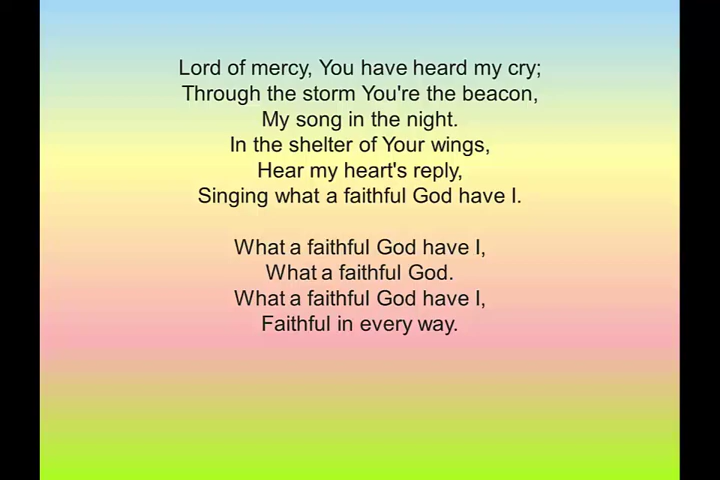 Lord of mercy, You have heard my cry;
Through the storm You're the beacon,
My song in the night.
In the shelter of Your wings,
Hear my heart's reply,
Singing what a faithful God have I.
What a faithful God have I,
What a faithful God.
What a faithful God have I,
Faithful in every way.